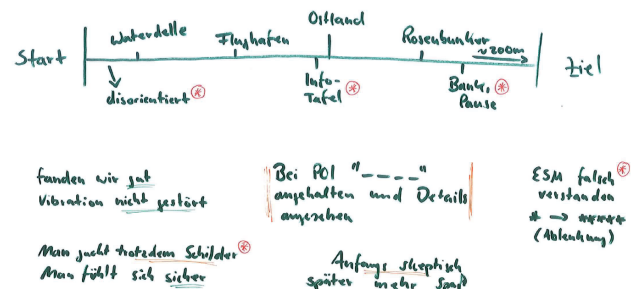 Start
Waterdelle
Flughafen
Ostland
Rosenbunker
~200m
Ziel
disorientiert *
Info-
Tafel *
Bank, *
Pause
fanden wir gut
Vibration nicht gestört
Bei POI "----"
angehalten und Details
angesehen
ESM falsch *
verstanden
* → *****
(Ablenkung)
Man sucht trotzdem Schilder *
Man fühlt sich sicher
Anfangs skeptisch
später mehr Spaß